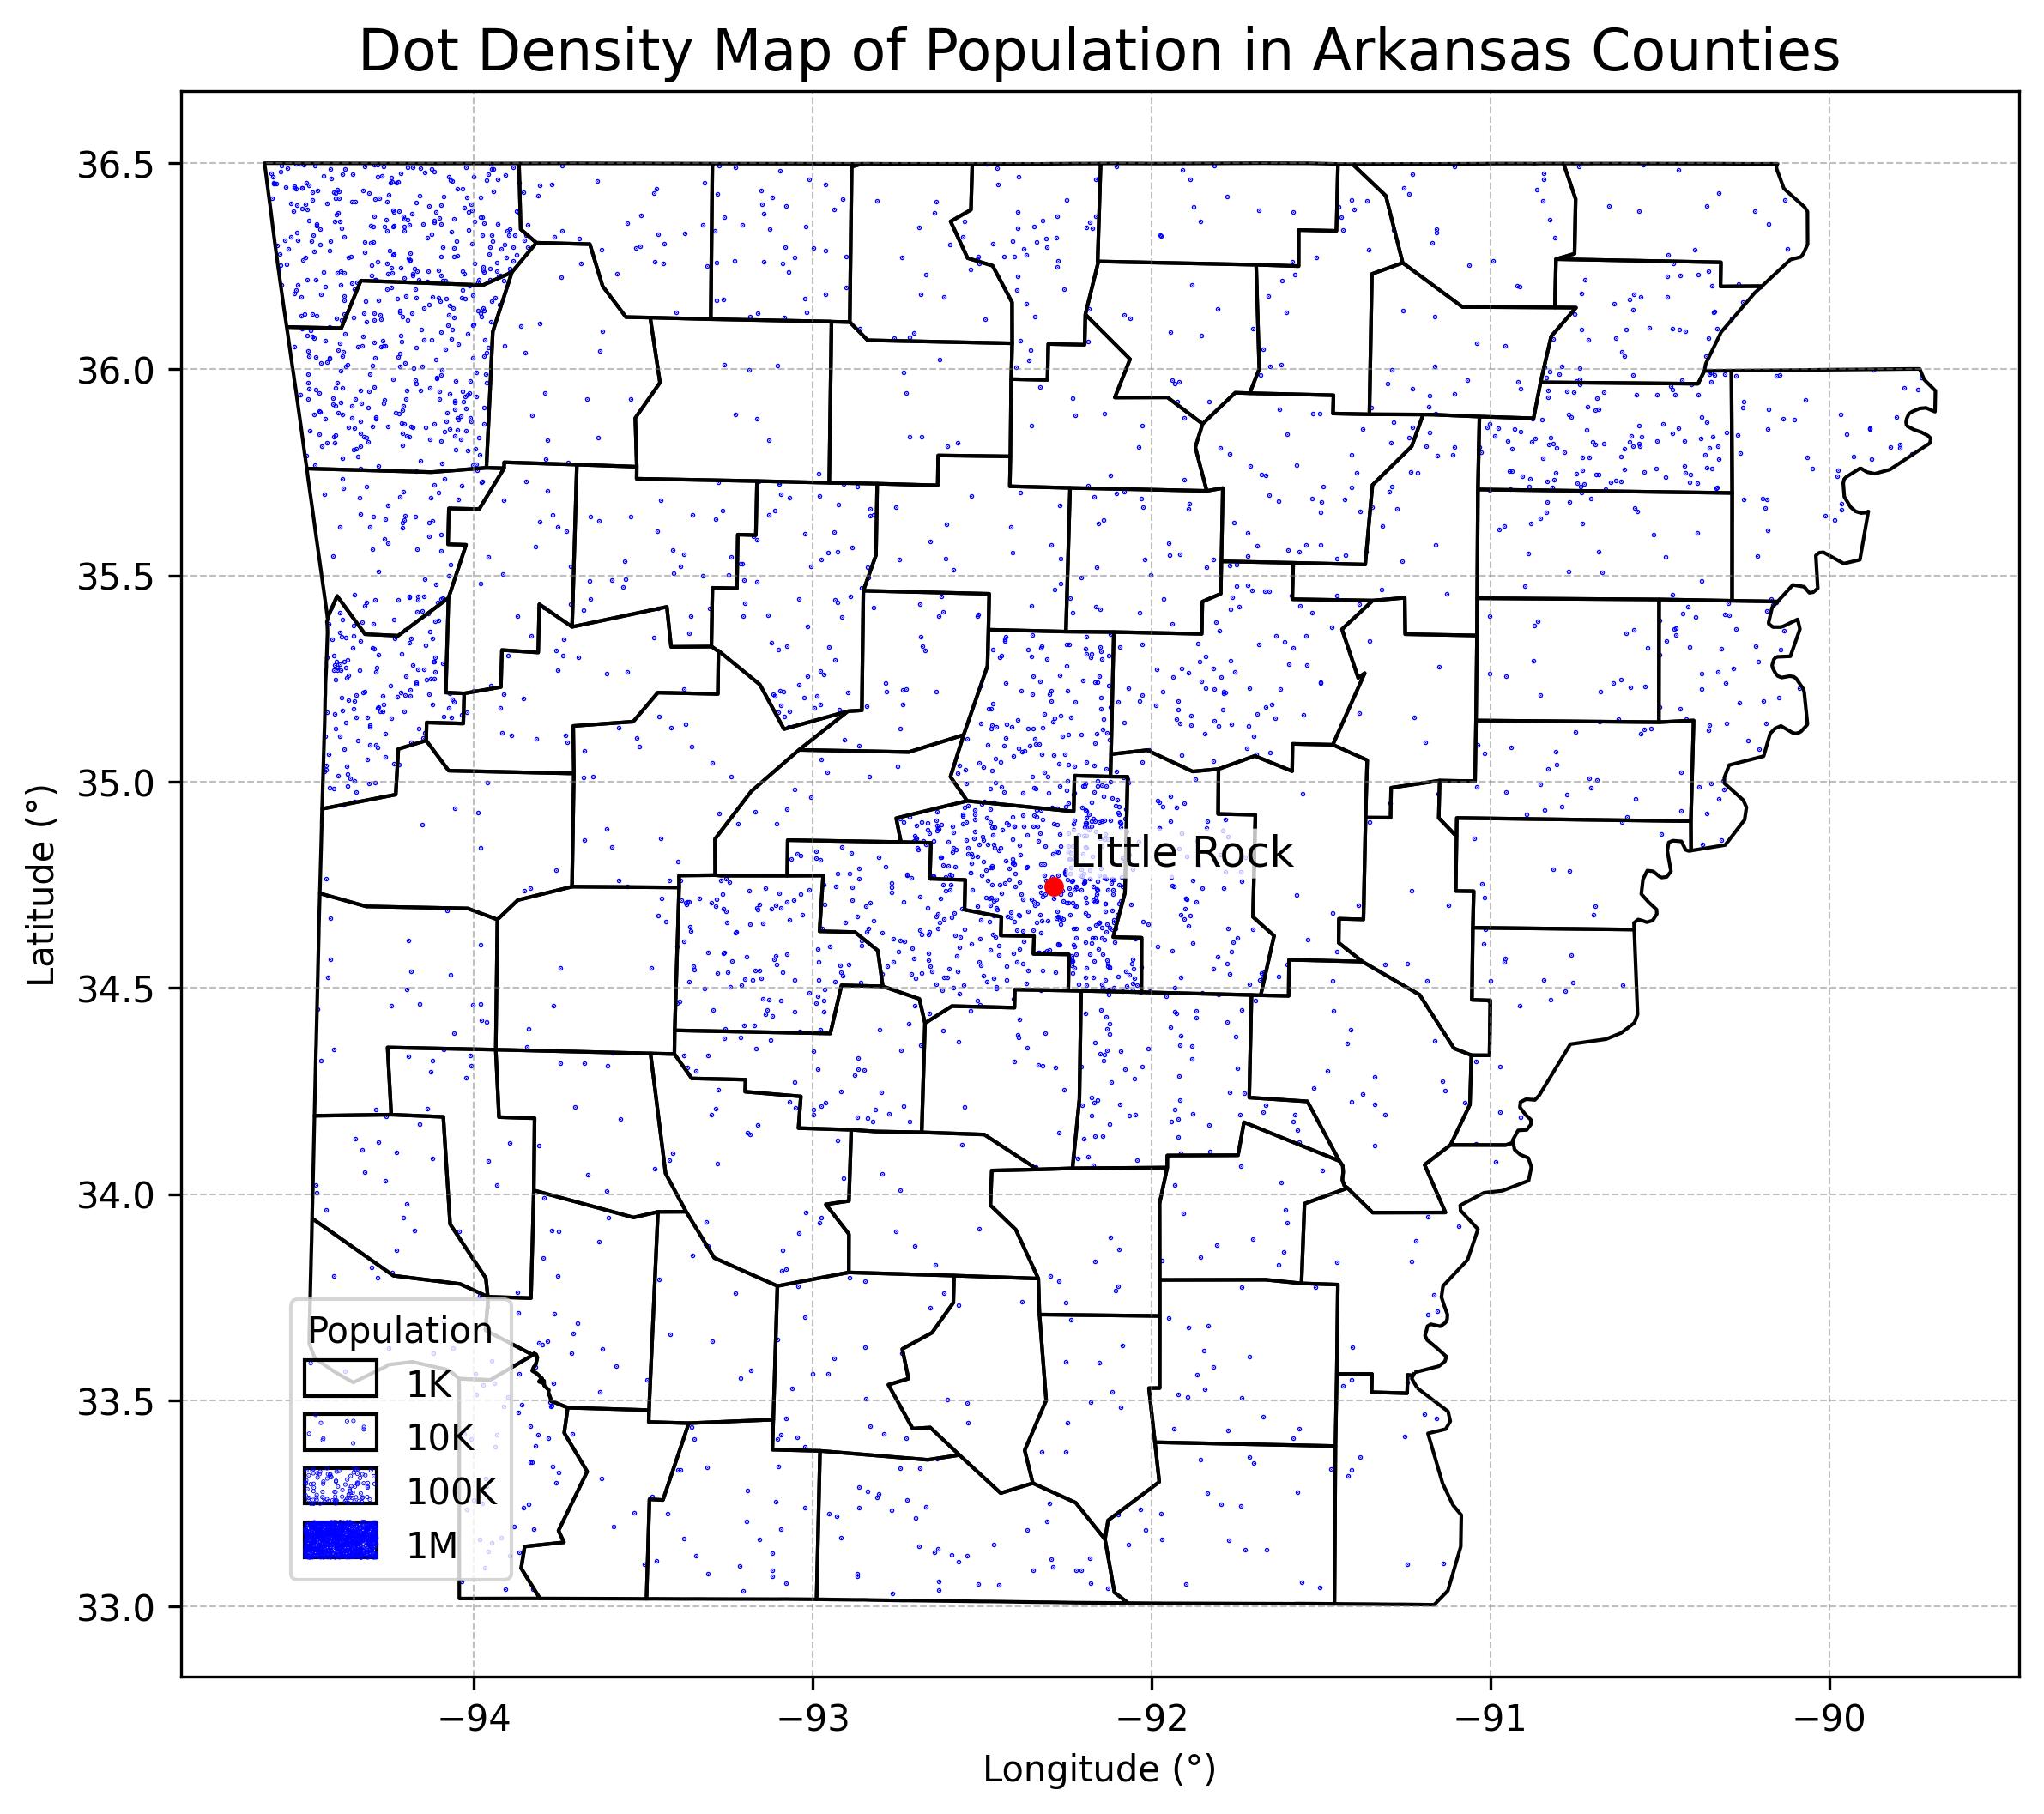 Dot Density Map of Population in Arkansas Counties
36.5
36.0
35.5
35.0
34.5
34.0
33.5
33.0
Latitude (°)
Little Rock
Population
1K
10K
100K
1M
−94
−93
−92
−91
−90
Longitude (°)